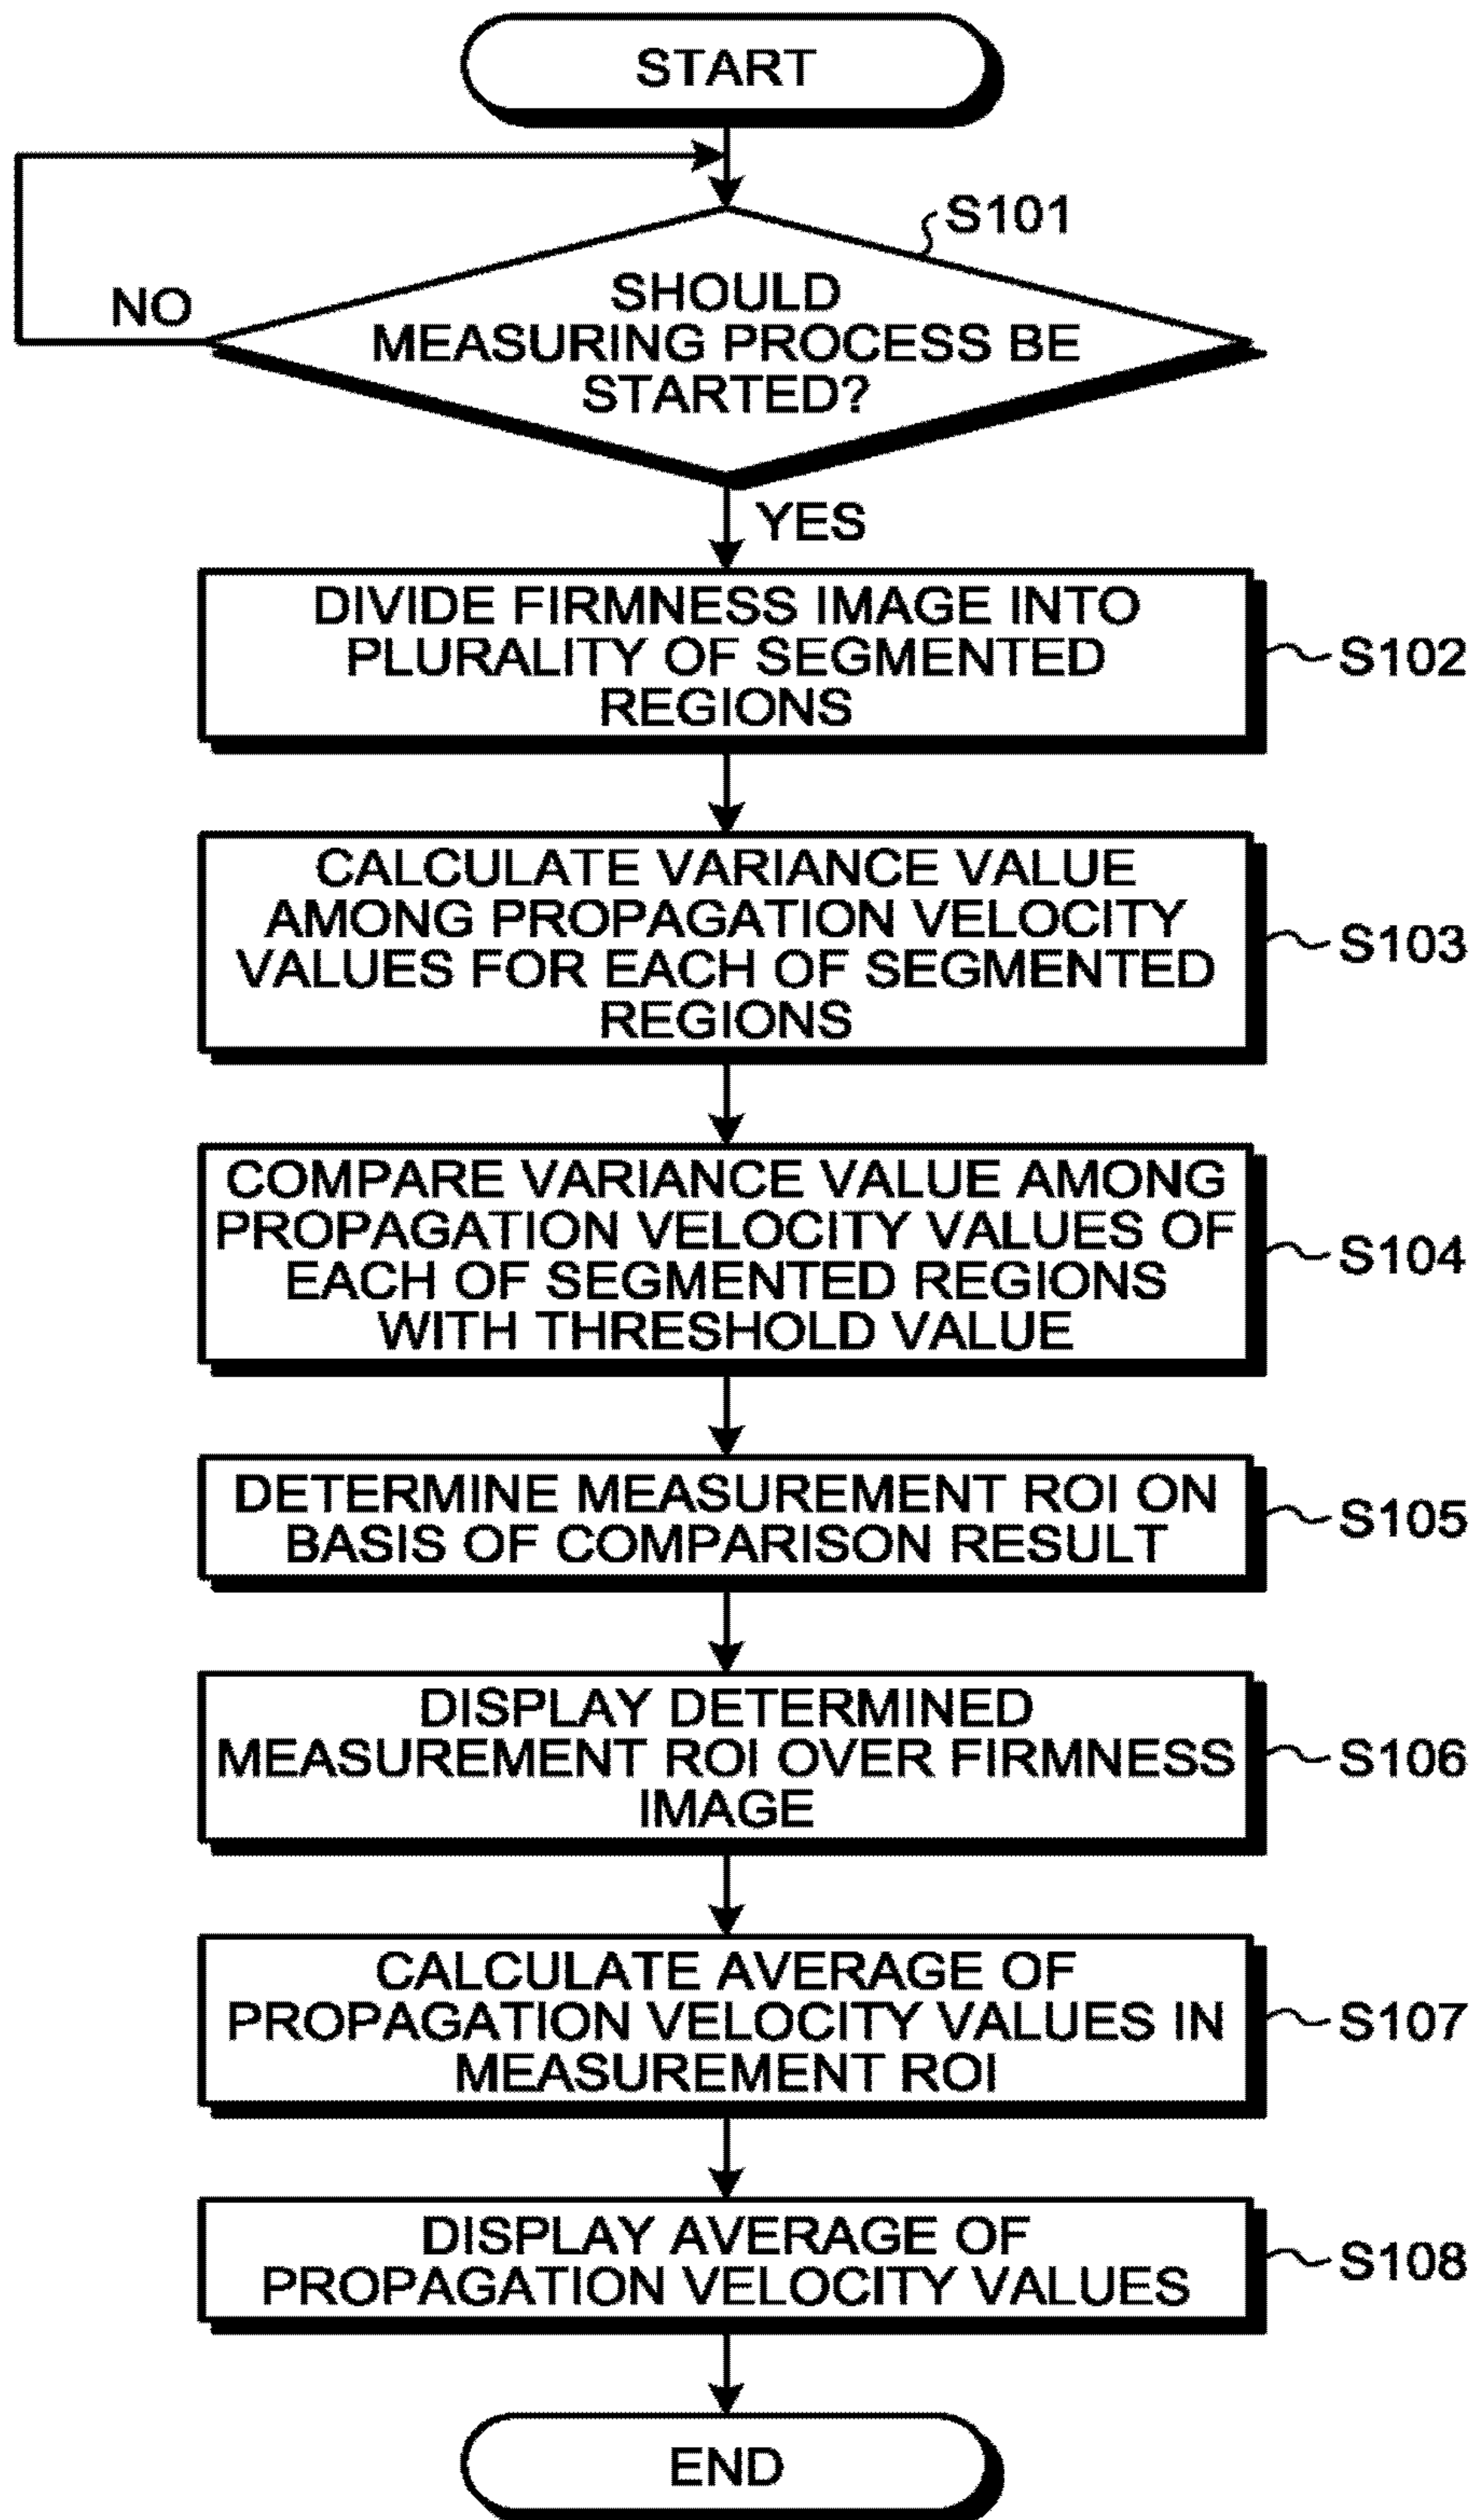 START
S101
SHOULD
MEASURING PROCESS BE
STARTED?
NO
YES
DIVIDE FIRMNESS IMAGE INTO
PLURALITY OF SEGMENTED
REGIONS
S102
CALCULATE VARIANCE VALUE
AMONG PROPAGATION VELOCITY
VALUES FOR EACH OF SEGMENTED
REGIONS
S103
COMPARE VARIANCE VALUE AMONG
PROPAGATION VELOCITY VALUES OF
EACH OF SEGMENTED REGIONS
WITH THRESHOLD VALUE
S104
DETERMINE MEASUREMENT ROI ON
BASIS OF COMPARISON RESULT
S105
DISPLAY DETERMINED
MEASUREMENT ROI OVER FIRMNESS
IMAGE
S106
CALCULATE AVERAGE OF
PROPAGATION VELOCITY VALUES IN
MEASUREMENT ROI
S107
DISPLAY AVERAGE OF
PROPAGATION VELOCITY VALUES
S108
END